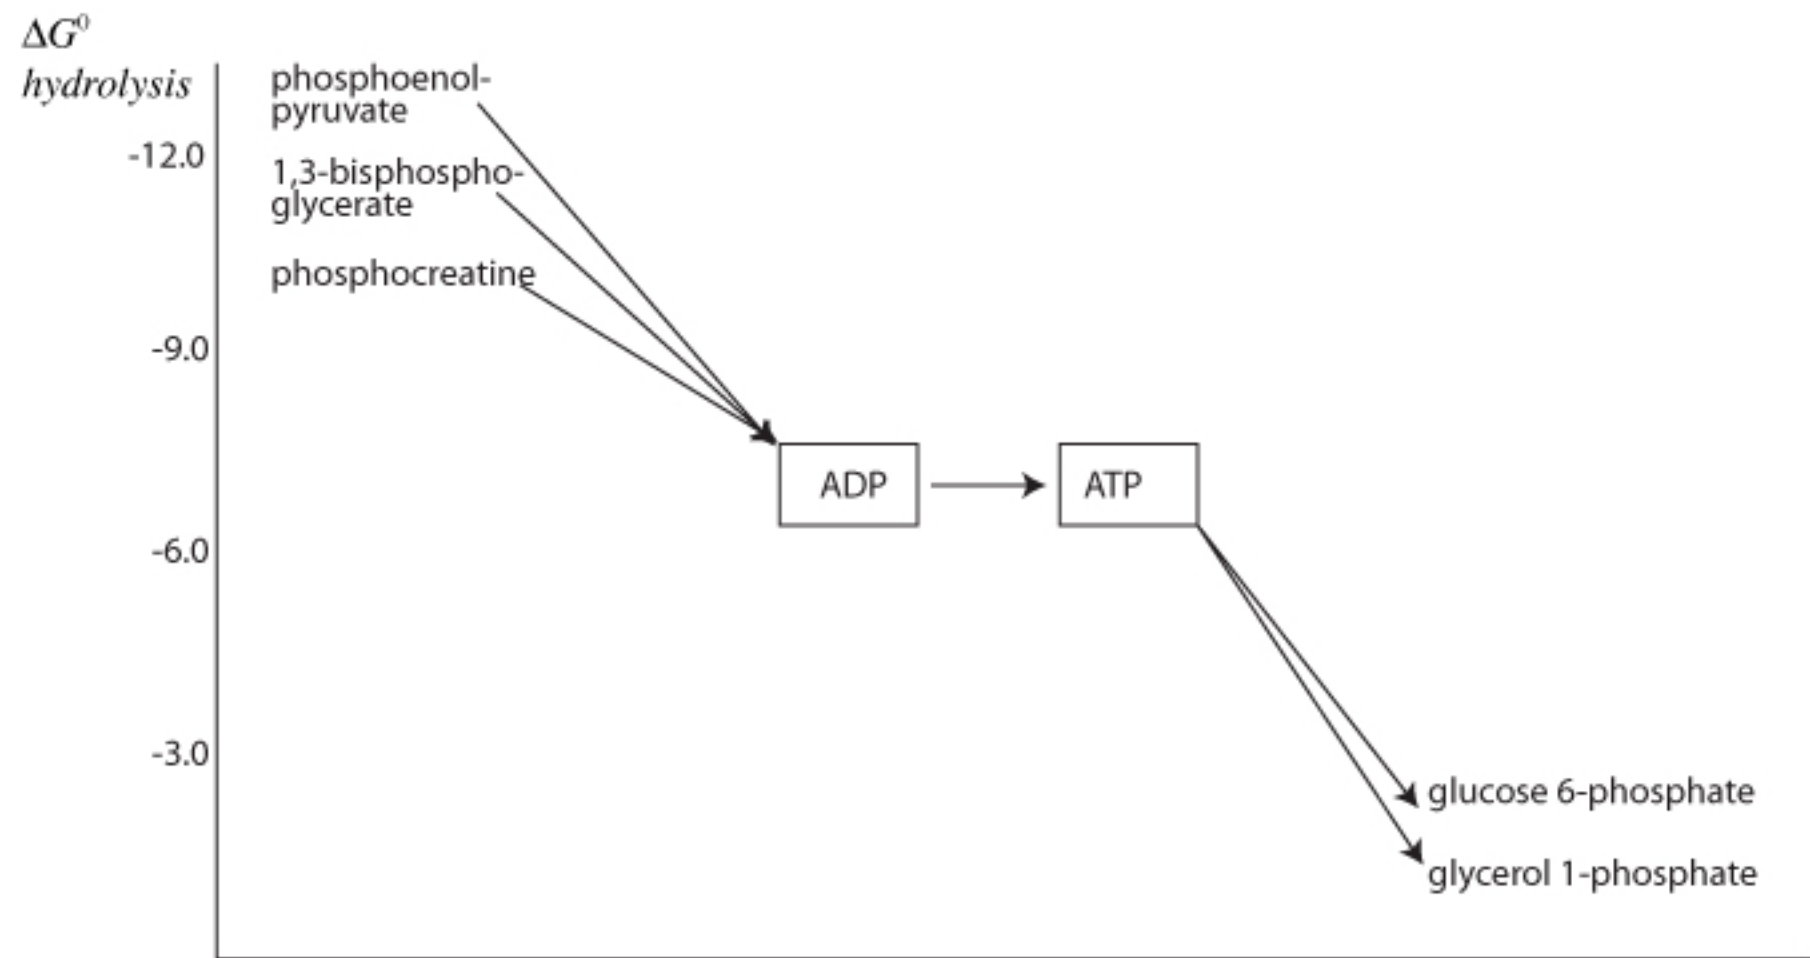 ΔG⁰
hydrolysis
phosphoenol-
pyruvate
-12.0
1,3-bisphospho-
glycerate
phosphocreatine
-9.0
ADP
ATP
-6.0
-3.0
glucose 6-phosphate
glycerol 1-phosphate